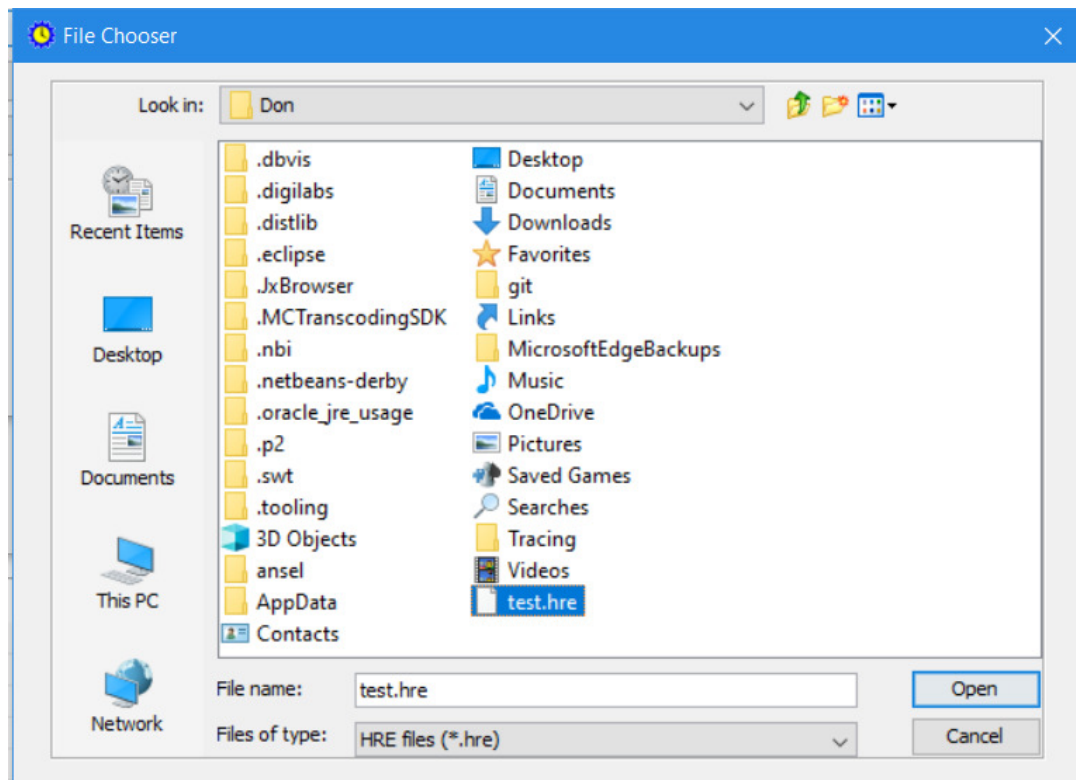 File Chooser
Look in: Don
.dbvis
.digilabs
.distlib
.eclipse
.JxBrowser
.MCTranscodingSDK
.nbi
.netbeans-derby
.oracle_jre_usage
.p2
.swt
.tooling
3D Objects
ansel
AppData
Contacts
Desktop
Documents
Downloads
Favorites
git
Links
MicrosoftEdgeBackups
Music
OneDrive
Pictures
Saved Games
Searches
Tracing
Videos
test.hre
Recent Items
Desktop
Documents
This PC
Network
File name: test.hre
Open
Files of type: HRE files (*.hre)
Cancel